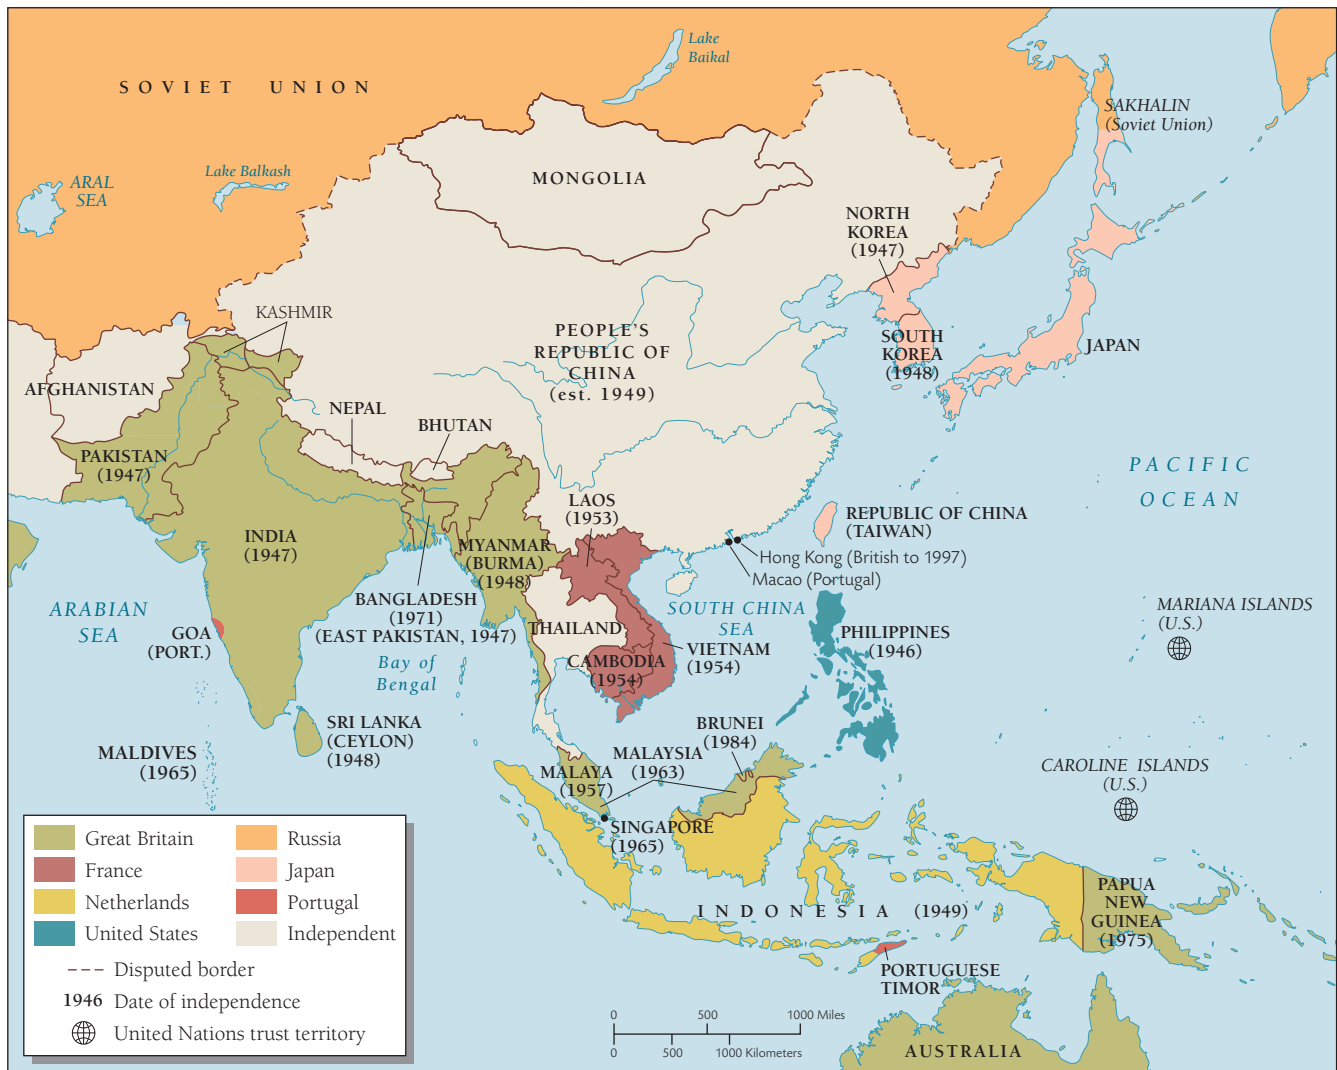 SOVIET UNION
Lake
Baikal
SAKHALIN
(Soviet Union)
ARAL
SEA
Lake Balkash
MONGOLIA
NORTH
KOREA
(1947)
KASHMIR
PEOPLE'S
REPUBLIC OF
CHINA
(est. 1949)
SOUTH
KOREA
(1948)
JAPAN
AFGHANISTAN
NEPAL
BHUTAN
PAKISTAN
(1947)
PACIFIC
OCEAN
LAOS
(1953)
REPUBLIC OF CHINA
(TAIWAN)
INDIA
(1947)
MYANMAR
(BURMA)
(1948)
Hong Kong (British to 1997)
Macao (Portugal)
BANGLADESH
(1971)
(EAST PAKISTAN, 1947)
ARABIAN
SEA
SOUTH CHINA
SEA
MARIANA ISLANDS
(U.S.)
GOA
(PORT.)
THAILAND
PHILIPPINES
(1946)
Bay of
Bengal
CAMBODIA
(1954)
VIETNAM
(1954)
SRI LANKA
(CEYLON)
(1948)
BRUNEI
(1984)
MALDIVES
(1965)
MALAYA
(1957)
MALAYSIA
(1963)
CAROLINE ISLANDS
(U.S.)
SINGAPORE
(1965)
INDONESIA (1949)
PAPUA
NEW
GUINEA
(1975)
PORTUGUESE
TIMOR
AUSTRALIA
Great Britain
France
Netherlands
United States
Russia
Japan
Portugal
Independent
Disputed border
1946 Date of independence
United Nations trust territory
0 500 1000 Miles
0 500 1000 Kilometers